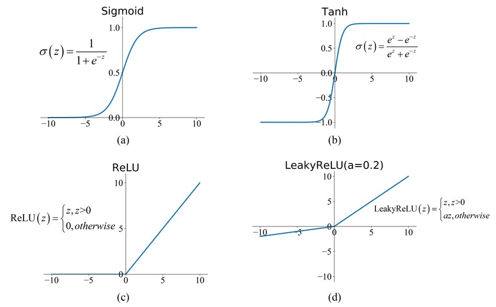 Sigmoid
σ(z) = 1 / (1 + e^{-z})
1.0
0.5
0.0
−10 −5 0 5 10
(a)
Tanh
σ(z) = (e^z − e^{-z}) / (e^z + e^{-z})
1.0
0.5
−10 −5 0 5 10
−0.5
−1.0
(b)
ReLU
ReLU(z) = { z, z>0
0, otherwise
10
5
0
−10 −5 0 5 10
(c)
LeakyReLU(a=0.2)
LeakyReLU(z) = { z, z>0
az, otherwise
10
5
−10 −5 0 5 10
−5
−10
(d)